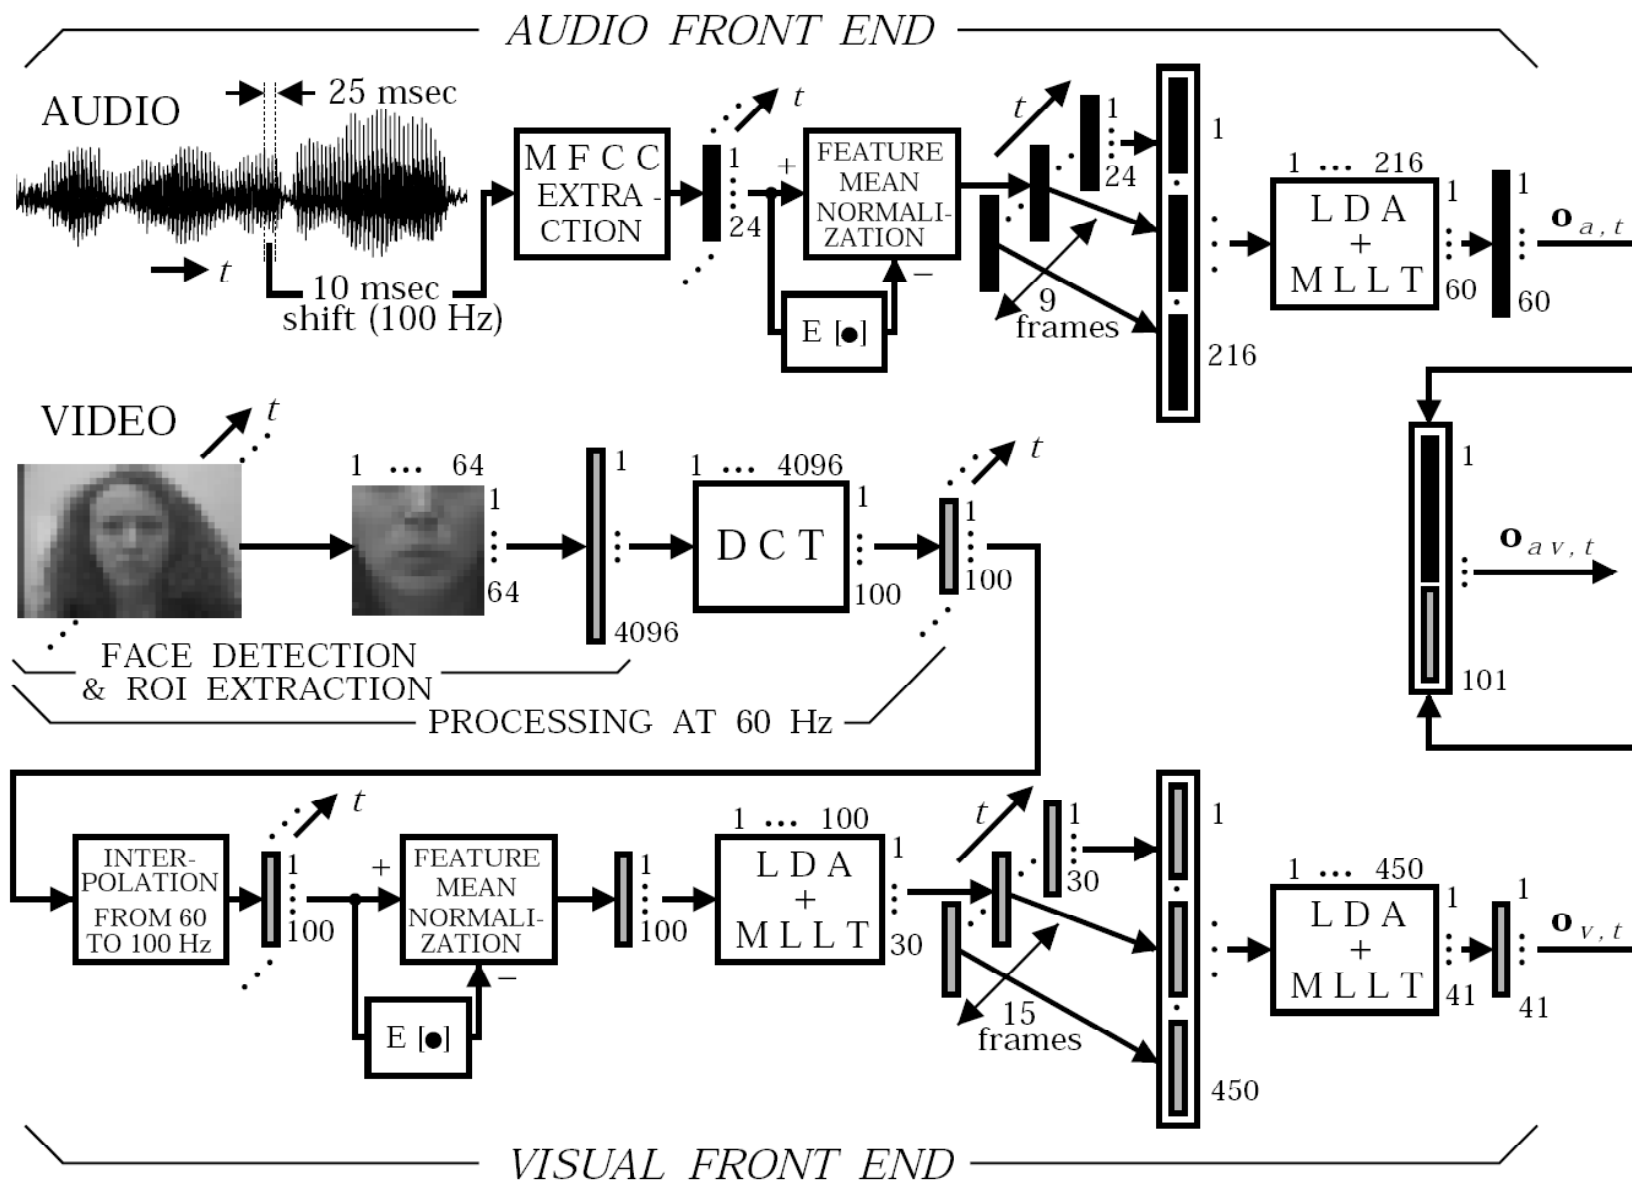 AUDIO FRONT END
AUDIO
25 msec
t
10 msec
shift (100 Hz)
M F C C
EXTRA -
CTION
t
1
24
+
FEATURE
MEAN
NORMALI-
ZATION
−
E [●]
t
1
24
9
frames
1
216
1 ... 216
L D A
+
M L L T
1
60
1
60
o a, t
VIDEO
t
1 ... 64
1
64
1
4096
1 ... 4096
D C T
1
100
t
1
100
FACE DETECTION
& ROI EXTRACTION
PROCESSING AT 60 Hz
1
101
o av, t
INTER-
POLATION
FROM 60
TO 100 Hz
t
1
100
+
FEATURE
MEAN
NORMALI-
ZATION
−
E [●]
1
100
1 ... 100
L D A
+
M L L T
1
30
t
1
30
15
frames
1
450
1 ... 450
L D A
+
M L L T
1
41
1
41
o v, t
VISUAL FRONT END